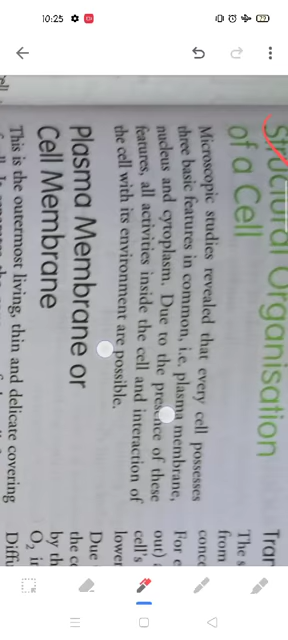 10:25
72
Structural Organisation
of a Cell
Microscopic studies revealed that every cell possesses
three basic features in common, i.e. plasma membrane,
nucleus and cytoplasm. Due to the presence of these
features, all activities inside the cell and interaction of
the cell with its environment are possible.
Plasma Membrane or
Cell Membrane
This is the outermost living, thin and delicate covering
The s
from
conce
For e
out)
cell's
lower
Due
the c
by th
O₂ i
Diffu